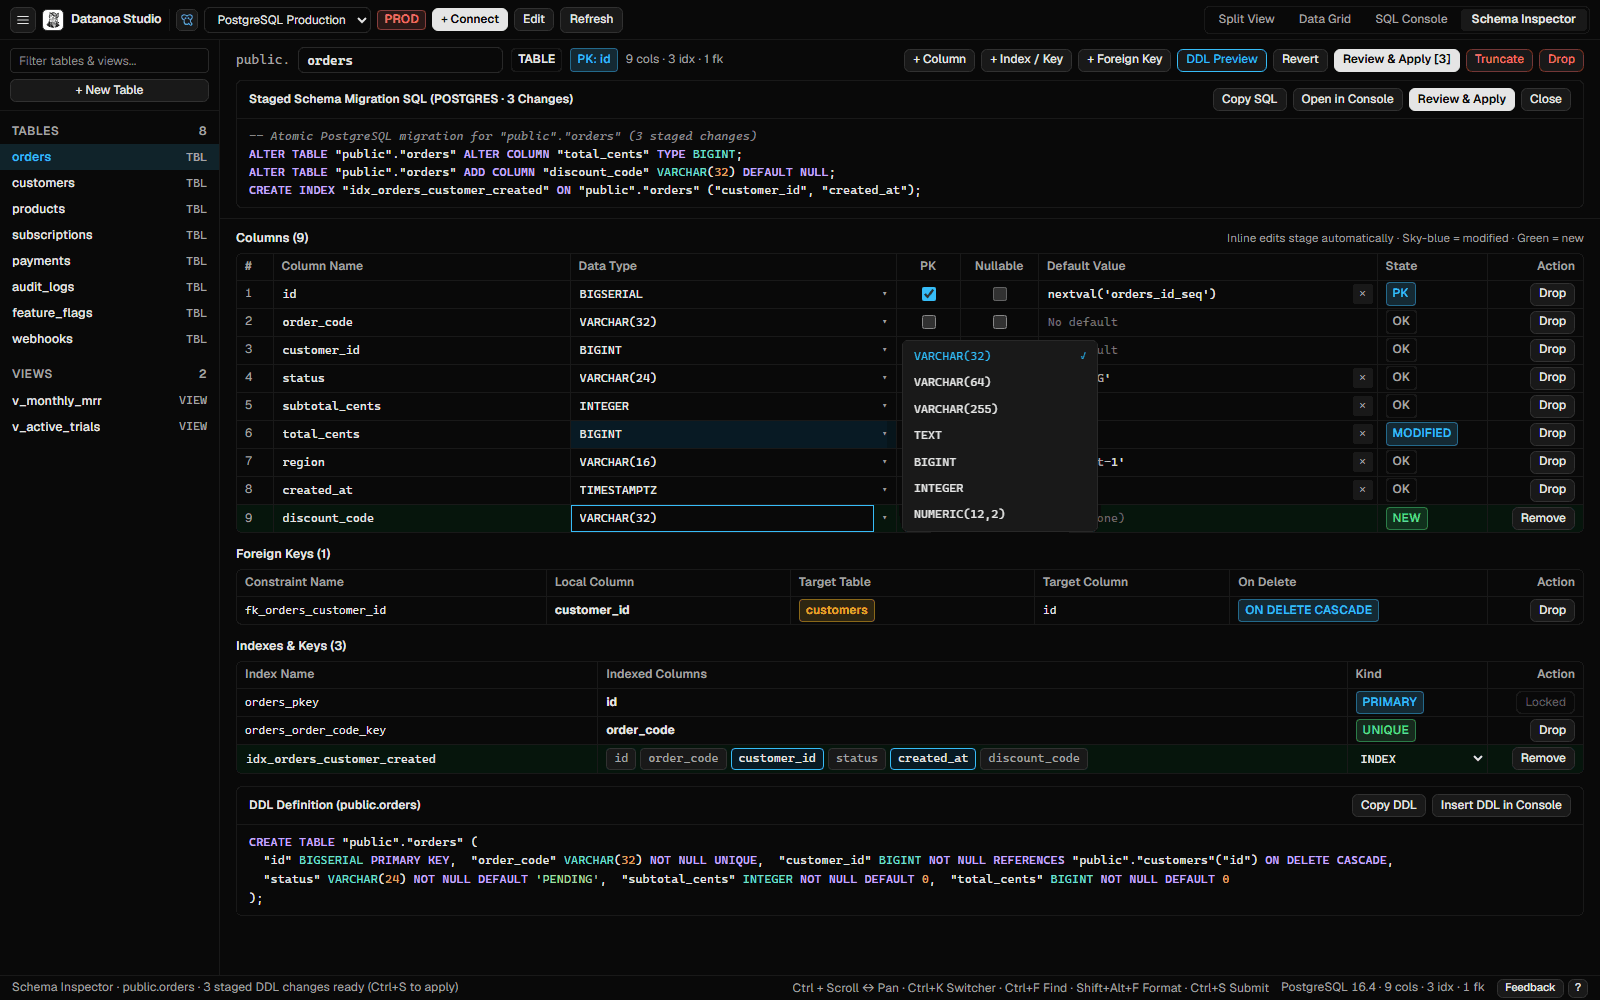 Datanoa Studio PostgreSQL Production PROD + Connect Edit Refresh Split View Data Grid SQL Console Schema Inspector
Filter tables & views...
+ New Table
TABLES 8
orders TBL
customers TBL
products TBL
subscriptions TBL
payments TBL
audit_logs TBL
feature_flags TBL
webhooks TBL
VIEWS 2
v_monthly_mrr VIEW
v_active_trials VIEW
public. orders TABLE PK: id 9 cols · 3 idx · 1 fk + Column + Index / Key + Foreign Key DDL Preview Revert Review & Apply [3] Truncate Drop
Staged Schema Migration SQL (POSTGRES · 3 Changes) Copy SQL Open in Console Review & Apply Close
-- Atomic PostgreSQL migration for "public"."orders" (3 staged changes)
ALTER TABLE "public"."orders" ALTER COLUMN "total_cents" TYPE BIGINT;
ALTER TABLE "public"."orders" ADD COLUMN "discount_code" VARCHAR(32) DEFAULT NULL;
CREATE INDEX "idx_orders_customer_created" ON "public"."orders" ("customer_id", "created_at");
Columns (9) Inline edits stage automatically · Sky-blue = modified · Green = new
# Column Name Data Type PK Nullable Default Value State Action
1 id BIGSERIAL nextval('orders_id_seq') × PK Drop
2 order_code VARCHAR(32) No default OK Drop
3 customer_id BIGINT ult OK Drop
4 status VARCHAR(24) G' × OK Drop
5 subtotal_cents INTEGER × OK Drop
6 total_cents BIGINT × MODIFIED Drop
7 region VARCHAR(16) t-1' × OK Drop
8 created_at TIMESTAMPTZ × OK Drop
9 discount_code VARCHAR(32) one) NEW Remove
VARCHAR(32) ✓
VARCHAR(64)
VARCHAR(255)
TEXT
BIGINT
INTEGER
NUMERIC(12,2)
Foreign Keys (1)
Constraint Name Local Column Target Table Target Column On Delete Action
fk_orders_customer_id customer_id customers id ON DELETE CASCADE Drop
Indexes & Keys (3)
Index Name Indexed Columns Kind Action
orders_pkey id PRIMARY Locked
orders_order_code_key order_code UNIQUE Drop
idx_orders_customer_created id order_code customer_id status created_at discount_code INDEX Remove
DDL Definition (public.orders) Copy DDL Insert DDL in Console
CREATE TABLE "public"."orders" (
"id" BIGSERIAL PRIMARY KEY, "order_code" VARCHAR(32) NOT NULL UNIQUE, "customer_id" BIGINT NOT NULL REFERENCES "public"."customers"("id") ON DELETE CASCADE,
"status" VARCHAR(24) NOT NULL DEFAULT 'PENDING', "subtotal_cents" INTEGER NOT NULL DEFAULT 0, "total_cents" BIGINT NOT NULL DEFAULT 0
);
Schema Inspector · public.orders · 3 staged DDL changes ready (Ctrl+S to apply) Ctrl + Scroll ↔ Pan · Ctrl+K Switcher · Ctrl+F Find · Shift+Alt+F Format · Ctrl+S Submit PostgreSQL 16.4 · 9 cols · 3 idx · 1 fk Feedback ?